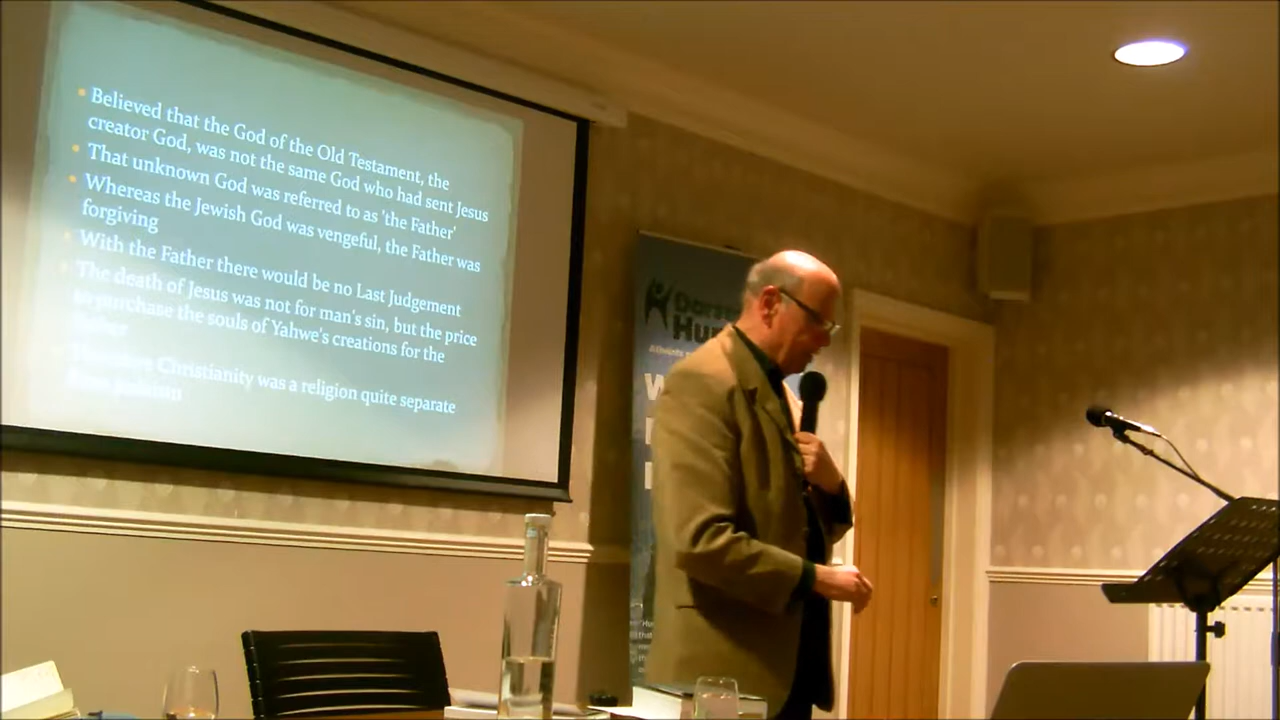 Believed that the God of the Old Testament, the
creator God, was not the same God who had sent Jesus
That unknown God was referred to as 'the Father'
Whereas the Jewish God was vengeful, the Father was
forgiving
With the Father there would be no Last Judgement
The death of Jesus was not for man's sin, but the price
to purchase the souls of Yahwe's creations for the
Christianity was a religion quite separate